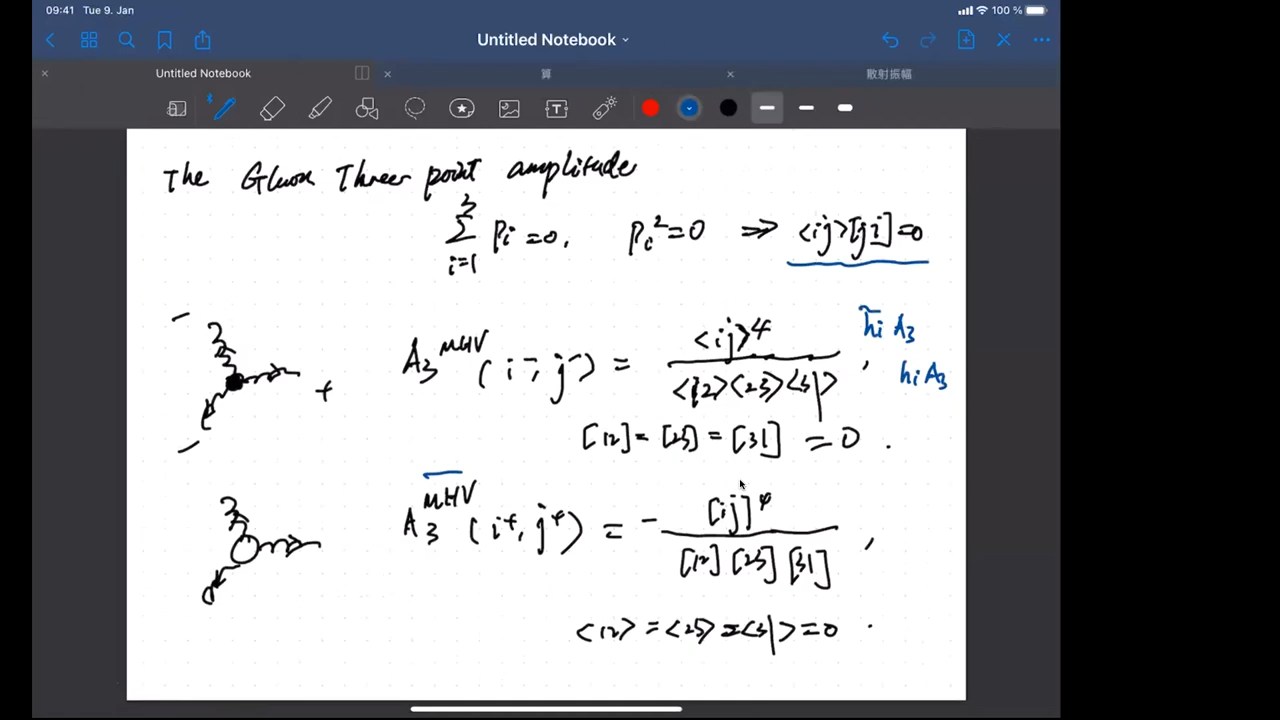 09:41 Tue 9. Jan 100 %
Untitled Notebook
Untitled Notebook 算 散射振幅
The Gluon Three point amplitude
3
∑ Pi = 0, Pi² = 0 ⇒ <ij>[ji] = 0
i=1
A₃^MHV (i⁻, j⁻) = <ij>⁴ / <12><23><31> ,
h̃i A₃
hi A₃
− − +
[12] = [23] = [31] = 0 .
A₃^\overline{MHV} (i⁺, j⁺) = − [ij]⁴ / [12][23][31] ,
<12> = <23> = <31> = 0 .